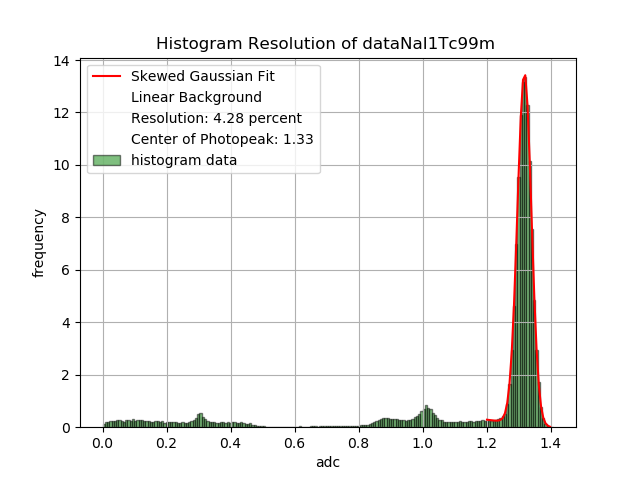 Histogram Resolution of dataNaI1Tc99m
Skewed Gaussian Fit
Linear Background
Resolution: 4.28 percent
Center of Photopeak: 1.33
histogram data
14
12
10
8
6
4
2
0
frequency
0.0 0.2 0.4 0.6 0.8 1.0 1.2 1.4
adc